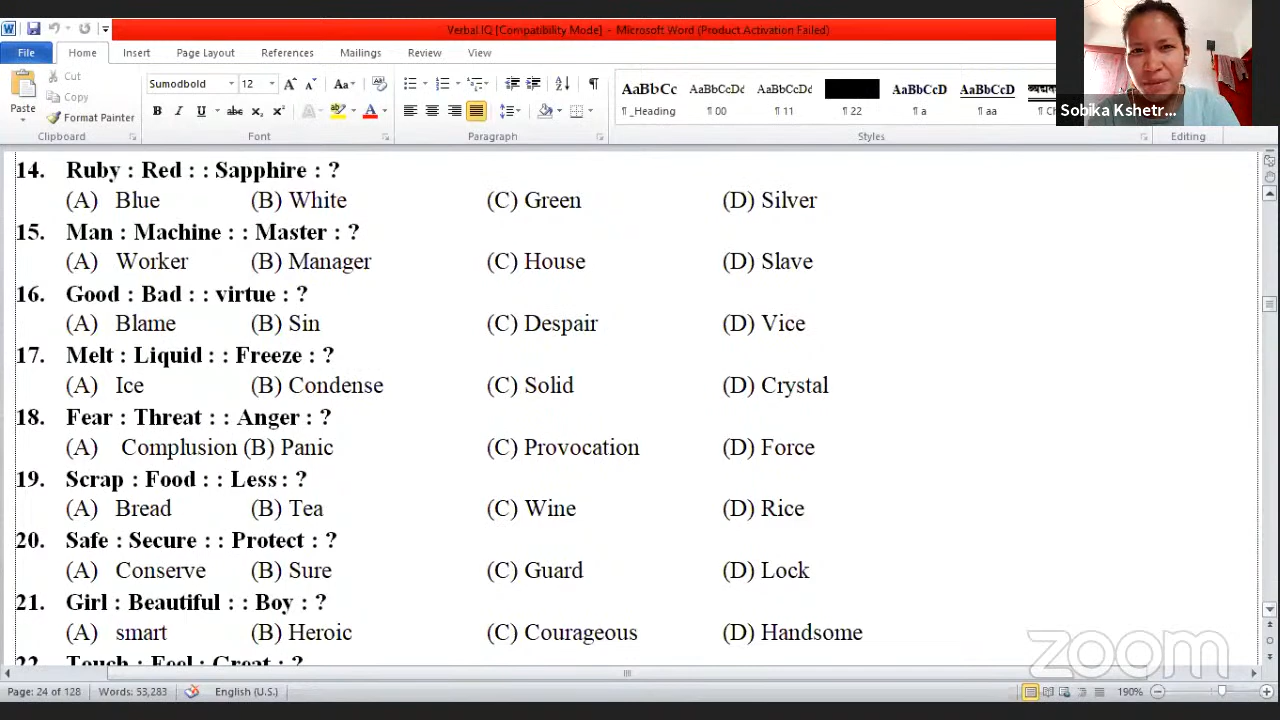 Verbal IQ [Compatibility Mode] - Microsoft Word (Product Activation Failed)
File Home Insert Page Layout References Mailings Review View
Cut
Copy
Format Painter
Paste
Clipboard
Sumodbold 12
Font
Paragraph
AaBbCc AaBbCcDc AaBbCcDc AaBbCcD AaBbCcD
¶ _Heading ¶ 00 ¶ 11 ¶ 22 ¶ a ¶ aa
Styles
Editing
Sobika Kshetr...
14. Ruby : Red : : Sapphire : ?
(A) Blue (B) White (C) Green (D) Silver
15. Man : Machine : : Master : ?
(A) Worker (B) Manager (C) House (D) Slave
16. Good : Bad : : virtue : ?
(A) Blame (B) Sin (C) Despair (D) Vice
17. Melt : Liquid : : Freeze : ?
(A) Ice (B) Condense (C) Solid (D) Crystal
18. Fear : Threat : : Anger : ?
(A) Complusion (B) Panic (C) Provocation (D) Force
19. Scrap : Food : : Less : ?
(A) Bread (B) Tea (C) Wine (D) Rice
20. Safe : Secure : : Protect : ?
(A) Conserve (B) Sure (C) Guard (D) Lock
21. Girl : Beautiful : : Boy : ?
(A) smart (B) Heroic (C) Courageous (D) Handsome
22. Touch : Feel : Great : ?
zoom
Page: 24 of 128 Words: 53,283 English (U.S.) 190%